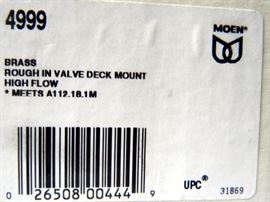 4999
MOEN®
BRASS
ROUGH IN VALVE DECK MOUNT
HIGH FLOW
* MEETS A112.18.1M
0 26508 00444 9
UPC®
31869